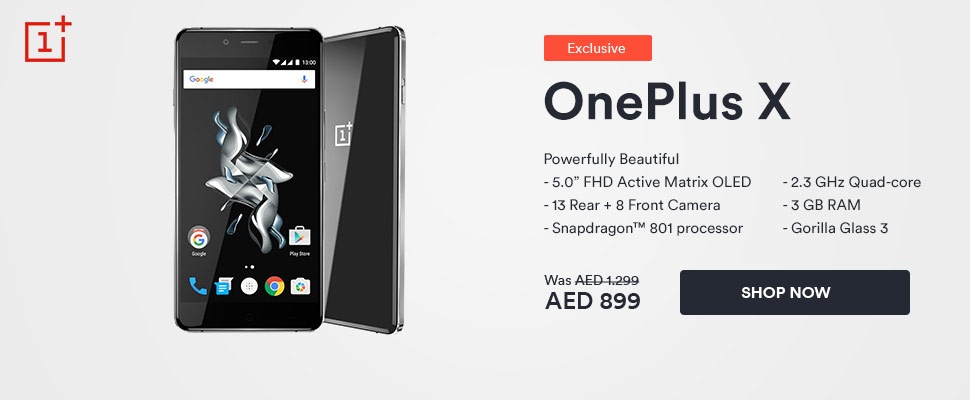 1+
13:00
Google
1+
Google
Play Store
Exclusive
OnePlus X
Powerfully Beautiful
- 5.0” FHD Active Matrix OLED
- 13 Rear + 8 Front Camera
- Snapdragon™ 801 processor
- 2.3 GHz Quad-core
- 3 GB RAM
- Gorilla Glass 3
Was AED 1.299
AED 899
SHOP NOW